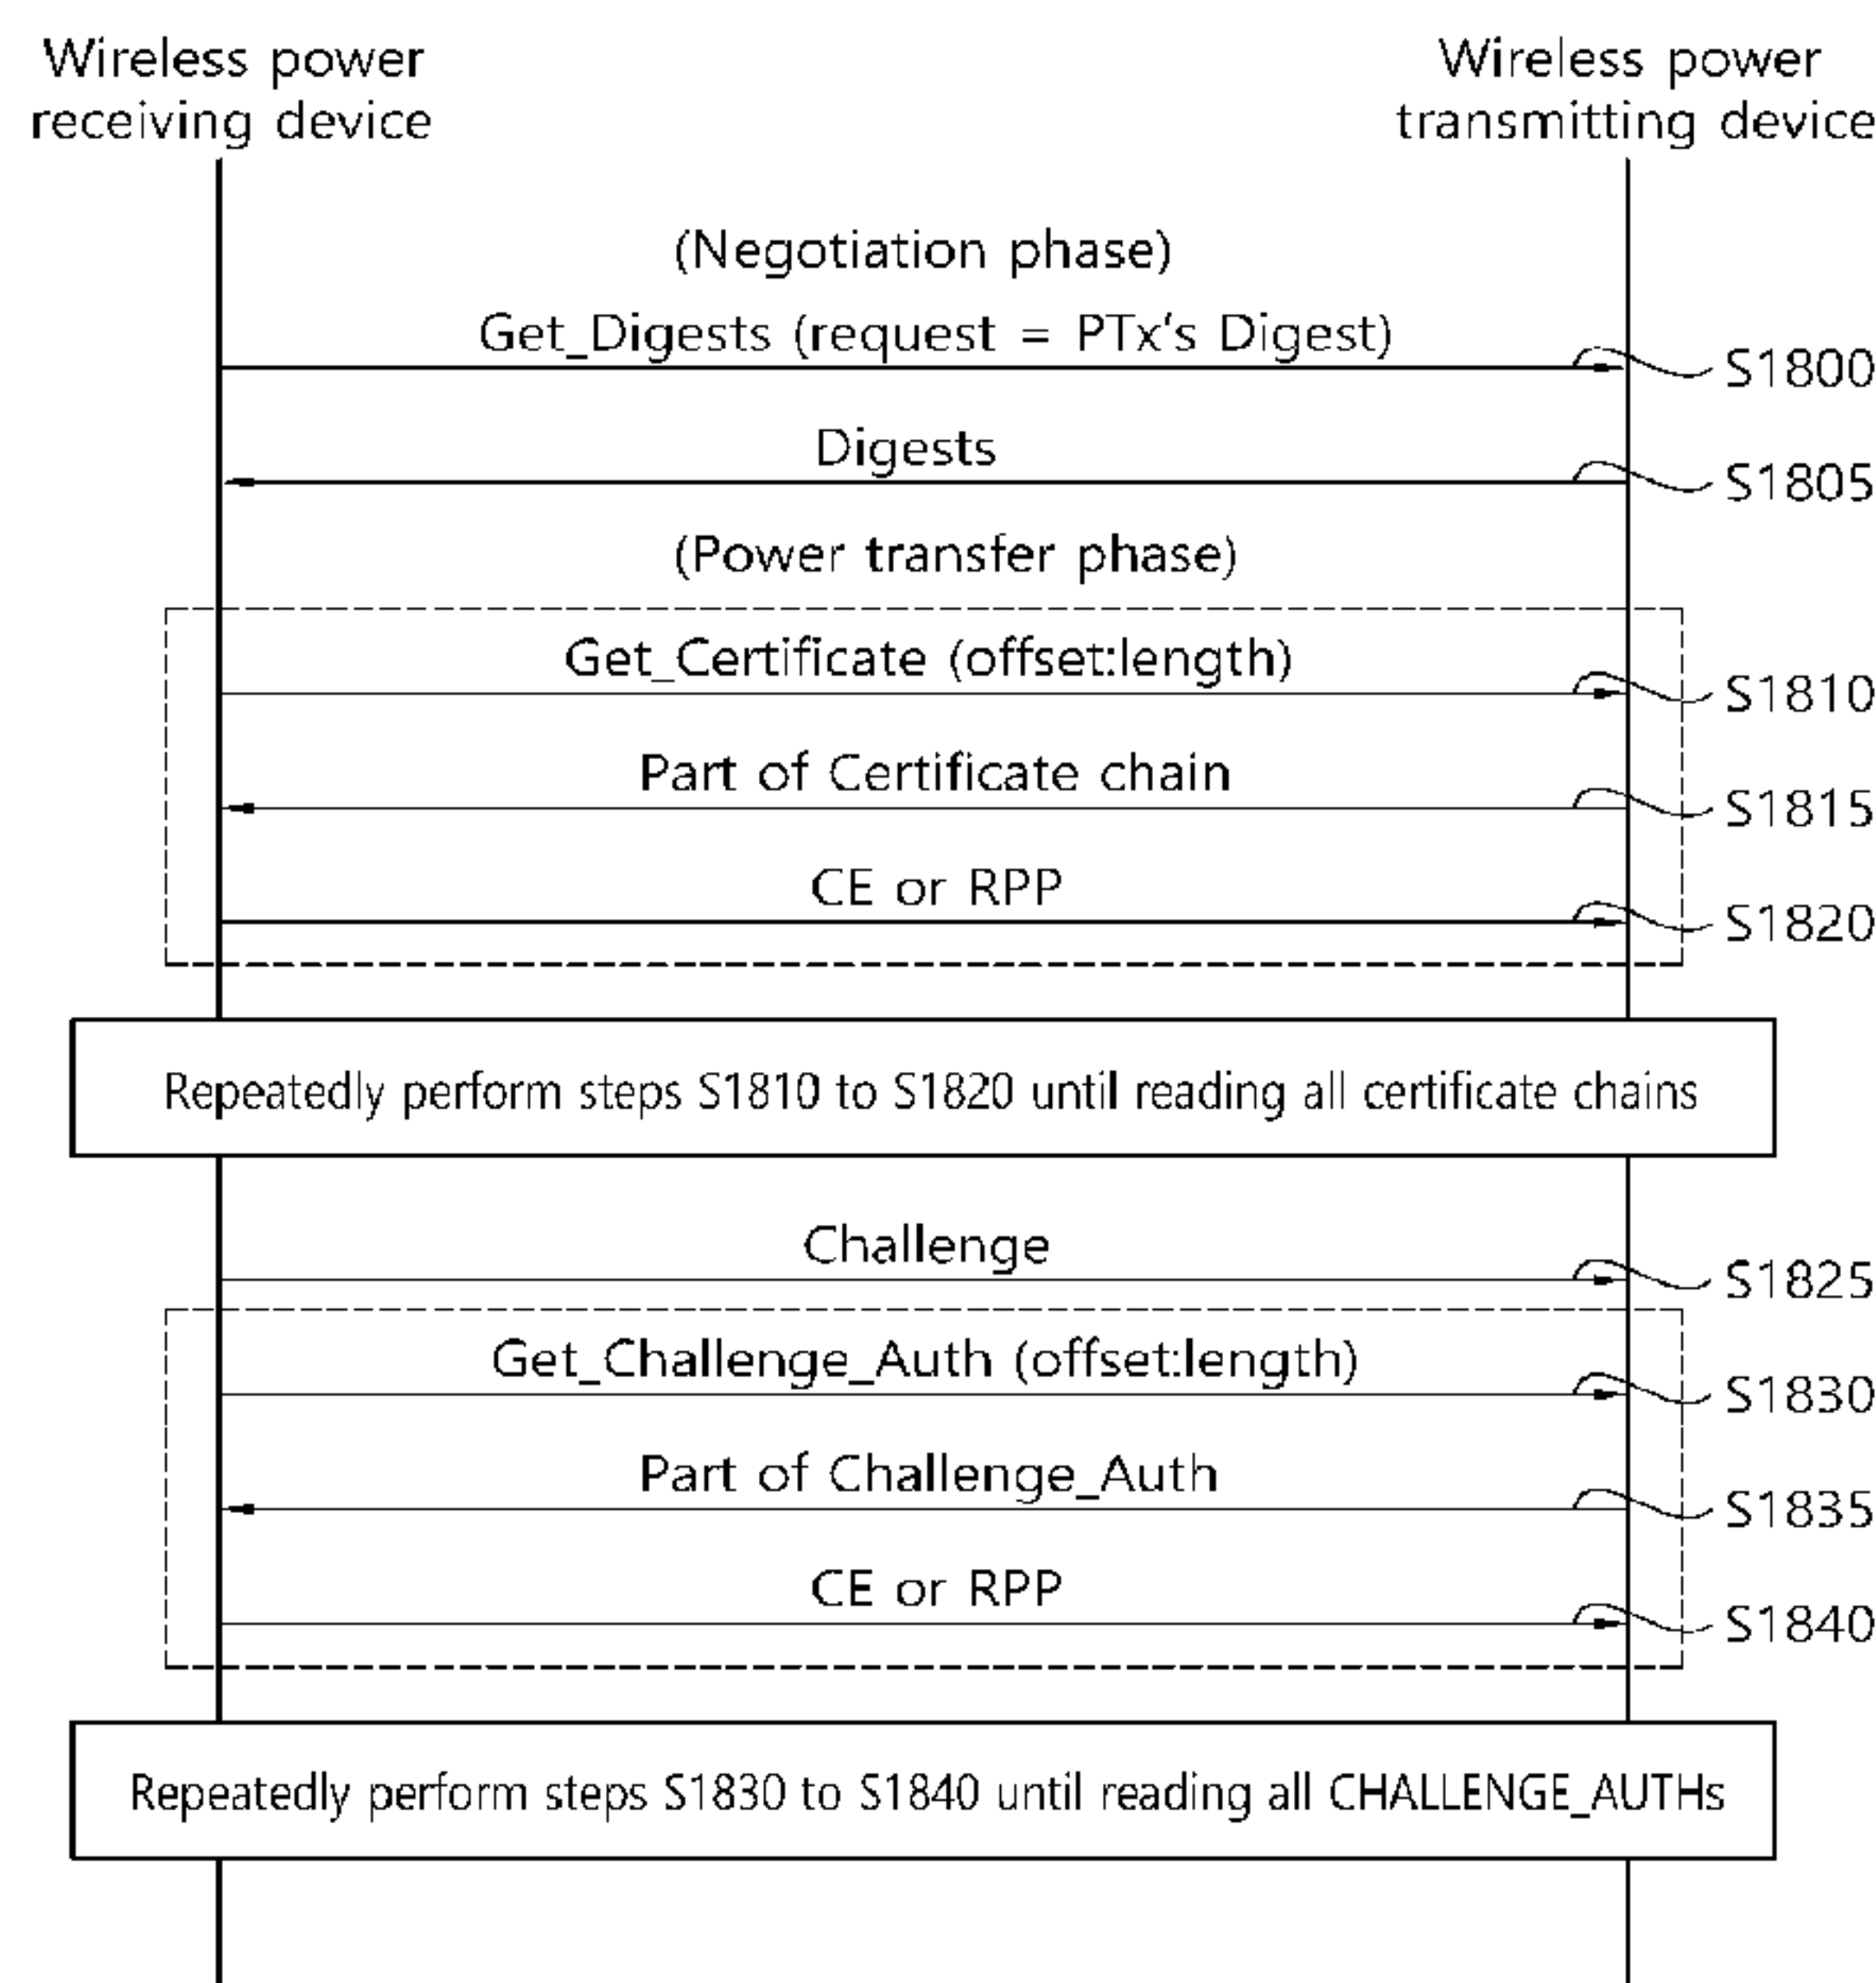 Wireless power
receiving device
Wireless power
transmitting device
(Negotiation phase)
Get_Digests (request = PTx's Digest)
S1800
Digests
S1805
(Power transfer phase)
Get_Certificate (offset:length)
S1810
Part of Certificate chain
S1815
CE or RPP
S1820
Repeatedly perform steps S1810 to S1820 until reading all certificate chains
Challenge
S1825
Get_Challenge_Auth (offset:length)
S1830
Part of Challenge_Auth
S1835
CE or RPP
S1840
Repeatedly perform steps S1830 to S1840 until reading all CHALLENGE_AUTHs